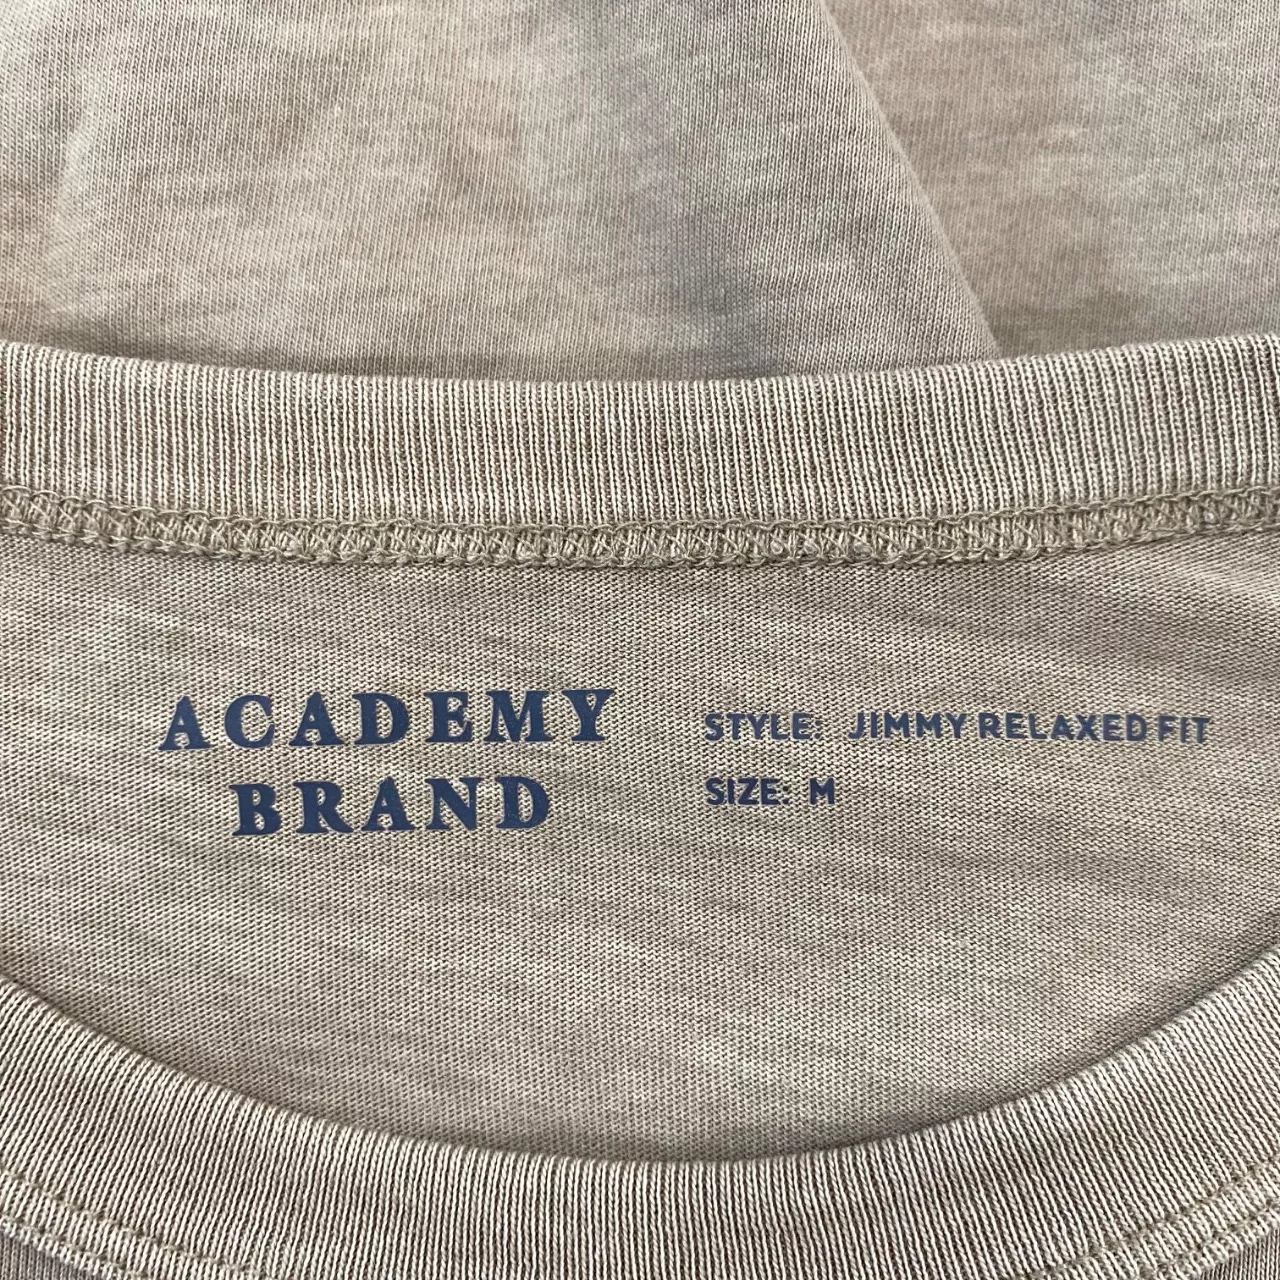 ACADEMY
BRAND
STYLE: JIMMY RELAXED FIT
SIZE: M